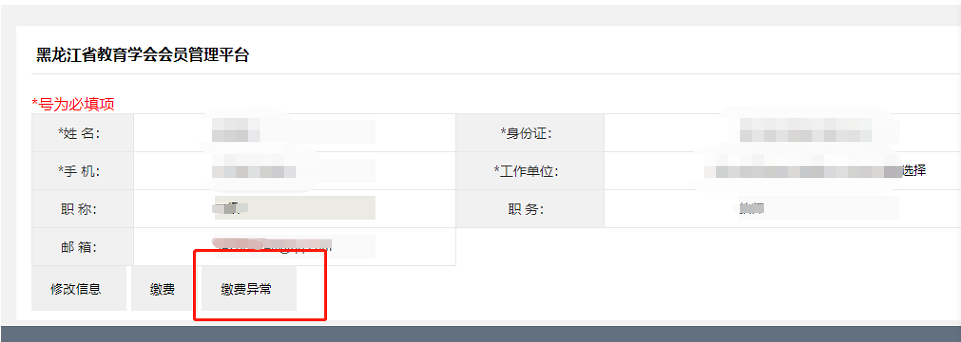 黑龙江省教育学会会员管理平台
*号为必填项
*姓 名： *身份证：
*手 机： *工作单位： 选择
职 称： 职 务：
邮 箱：
修改信息 缴费 缴费异常